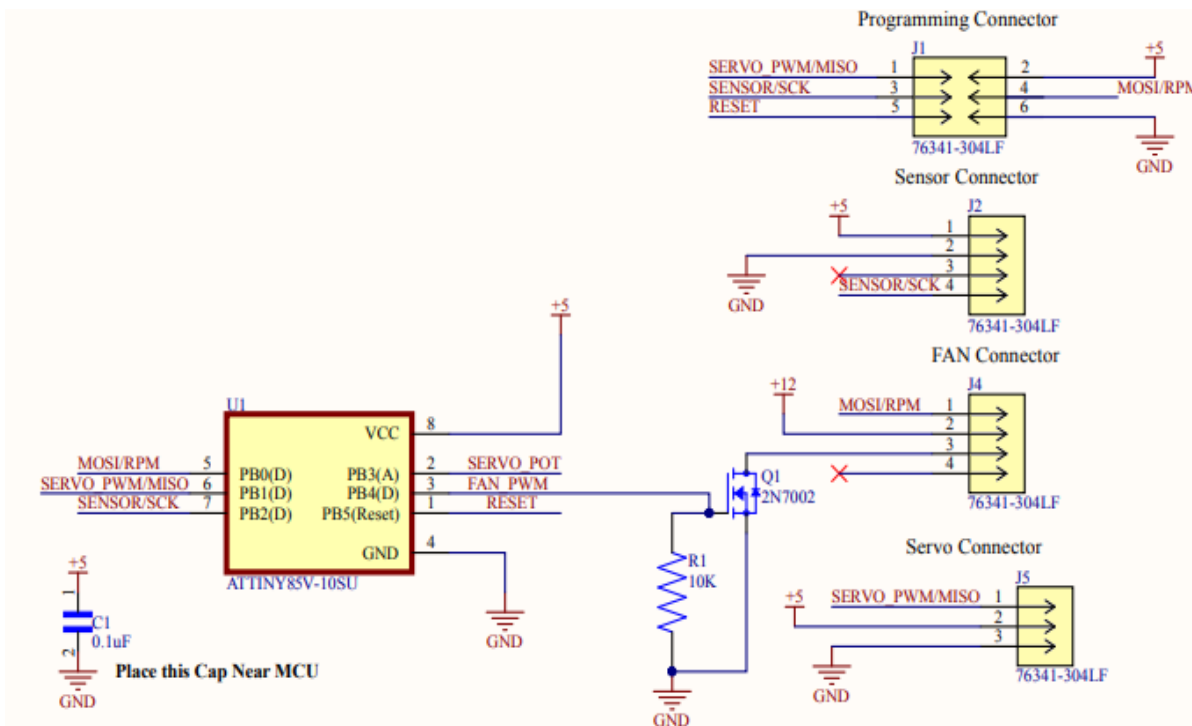 Programming Connector
J1
SERVO_PWM/MISO 1 2 +5
SENSOR/SCK 3 4 MOSI/RPM
RESET 5 6
76341-304LF
GND
Sensor Connector
J2
+5
1
2
3
SENSOR/SCK 4
GND
76341-304LF
FAN Connector
J4
+12
MOSI/RPM 1
2
3
4
76341-304LF
+5
U1
VCC 8
MOSI/RPM 5 PB0(D) PB3(A) 2 SERVO_POT
SERVO_PWM/MISO 6 PB1(D) PB4(D) 3 FAN_PWM
SENSOR/SCK 7 PB2(D) PB5(Reset) 1 RESET
GND 4
ATTINY85V-10SU
GND
Q1
2N7002
R1
10K
GND
Servo Connector
J5
SERVO_PWM/MISO 1
+5 2
3
GND
76341-304LF
+5
1
C1
0.1uF
2
GND
Place this Cap Near MCU